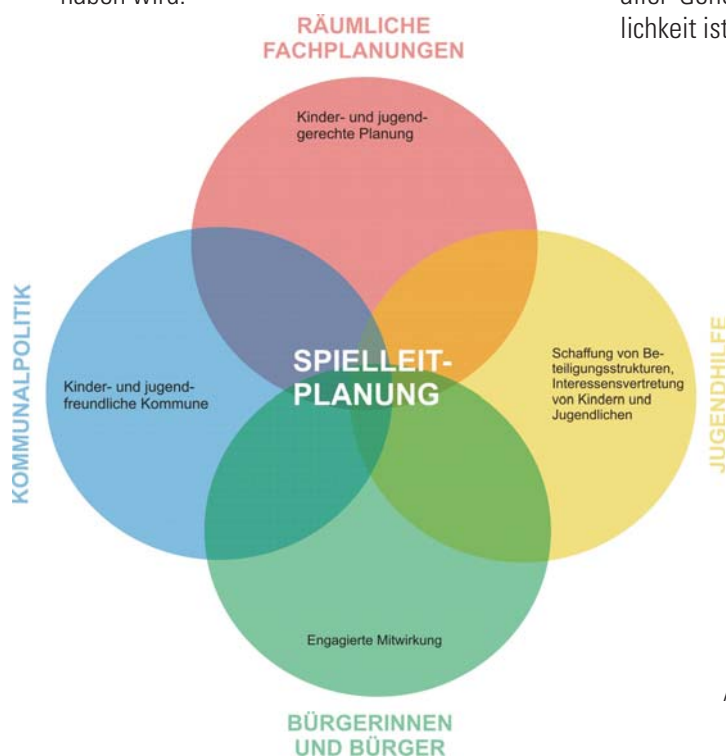 haben wird.
lichkeit ist
RÄUMLICHE
FACHPLANUNGEN
Kinder- und jugend-
gerechte Planung
KOMMUNALPOLITIK
Kinder- und jugend-
freundliche Kommune
SPIELLEIT-
PLANUNG
Schaffung von Be-
teiligungsstrukturen,
Interessensvertretung
von Kindern und
Jugendlichen
JUGENDHILFE
Engagierte Mitwirkung
BÜRGERINNEN
UND BÜRGER